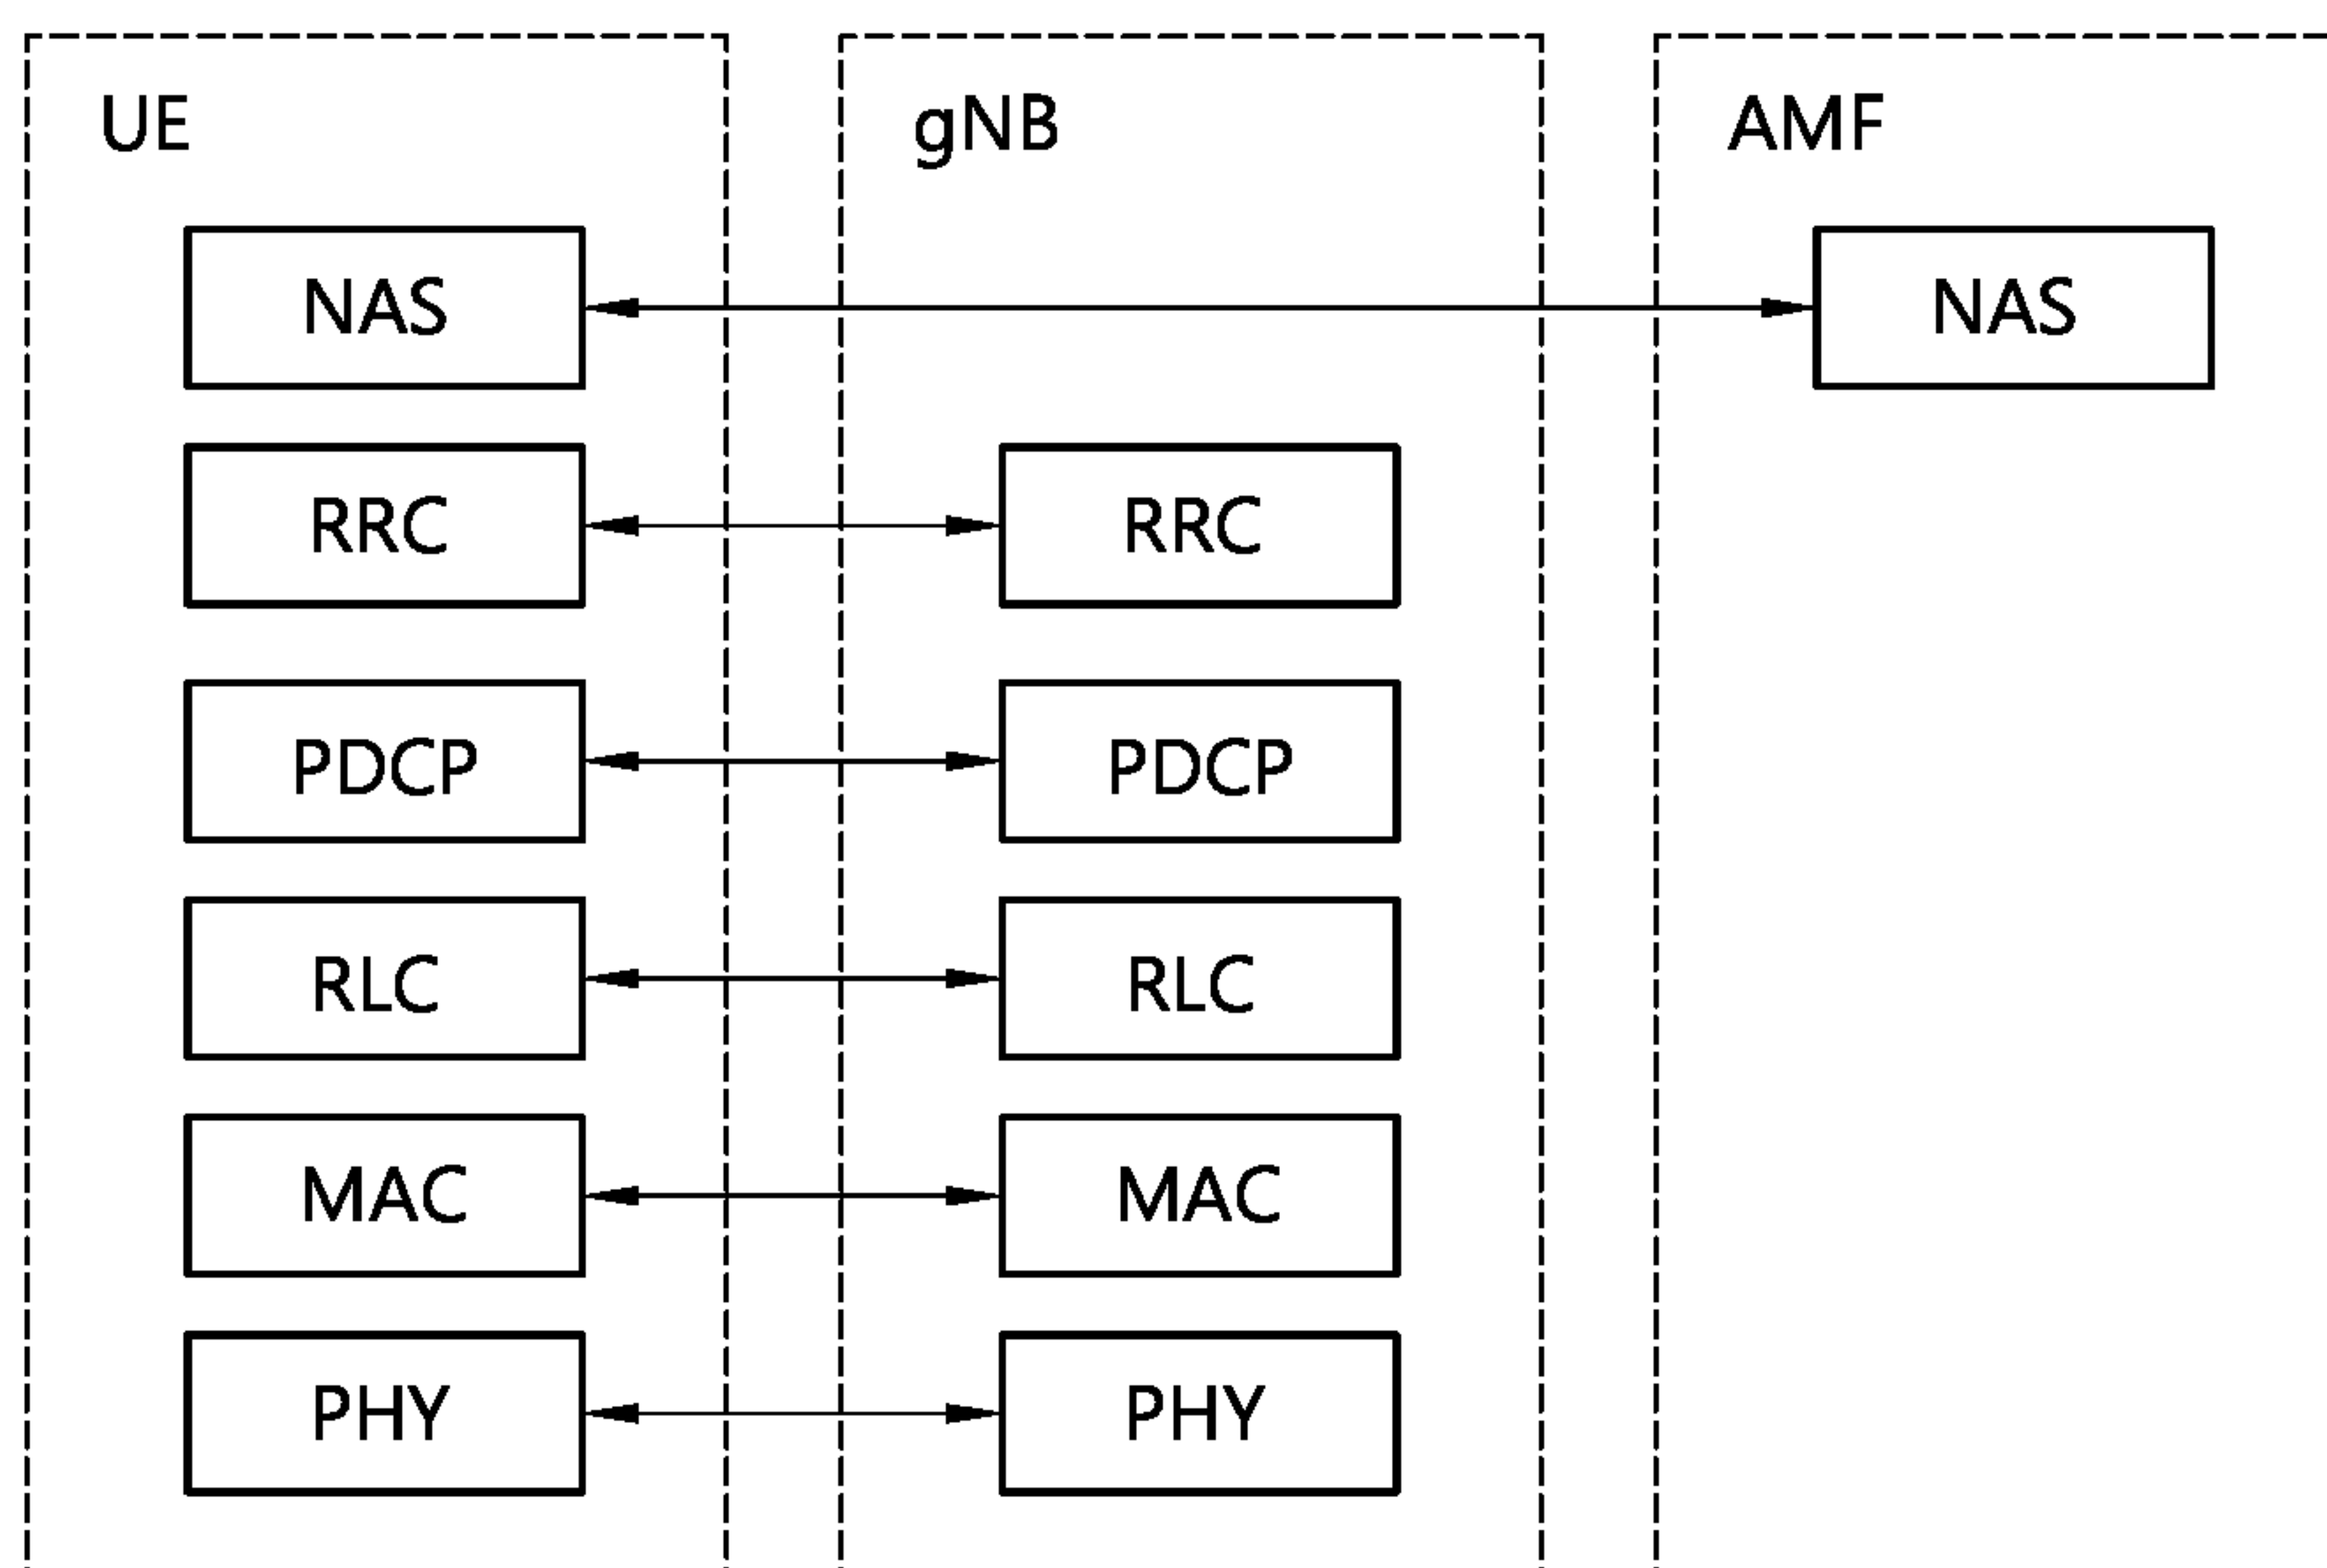 UE
gNB
AMF
NAS
NAS
RRC
RRC
PDCP
PDCP
RLC
RLC
MAC
MAC
PHY
PHY